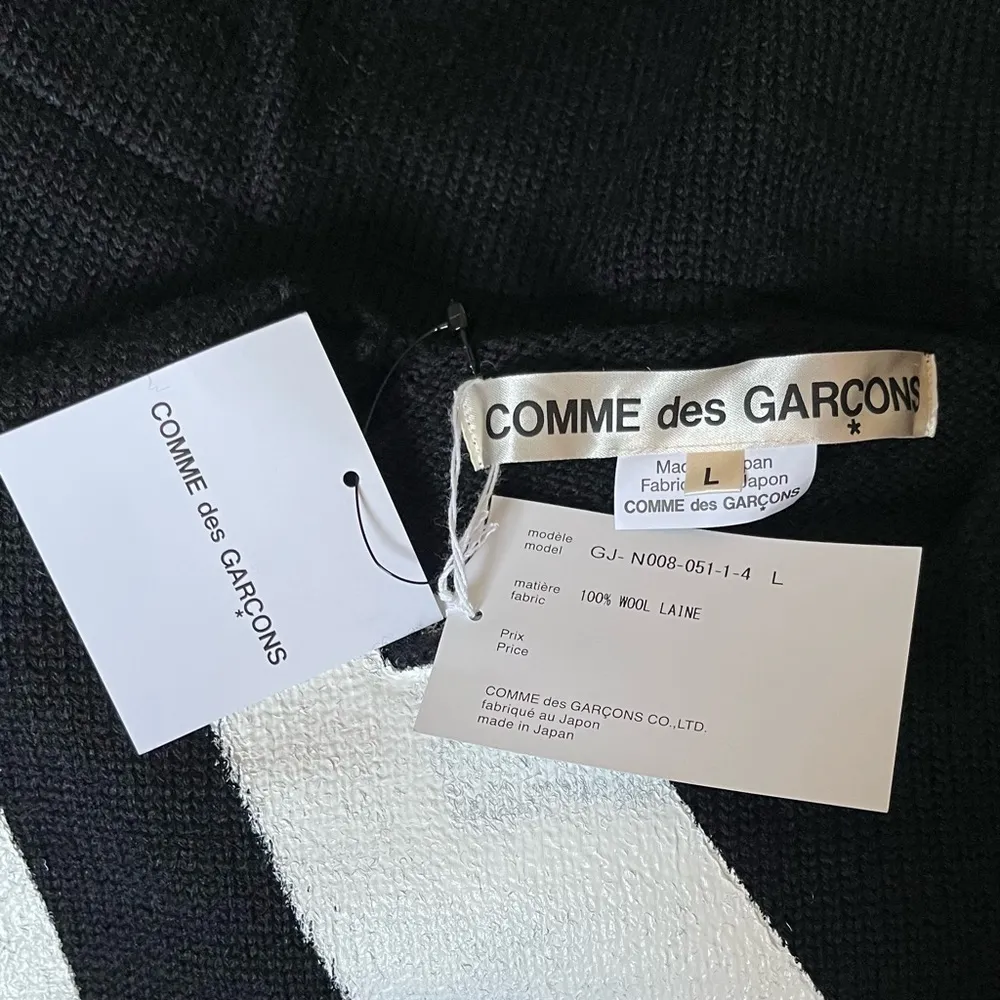 COMME des GARÇONS
*
COMME des GARÇONS
*
L
Fabri
COMME des GARÇONS
modèle
model
GJ- N008-051-1-4 L
matière
fabric
100% WOOL LAINE
Prix
Price
COMME des GARÇONS CO.,LTD.
fabriqué au Japon
made in Japan